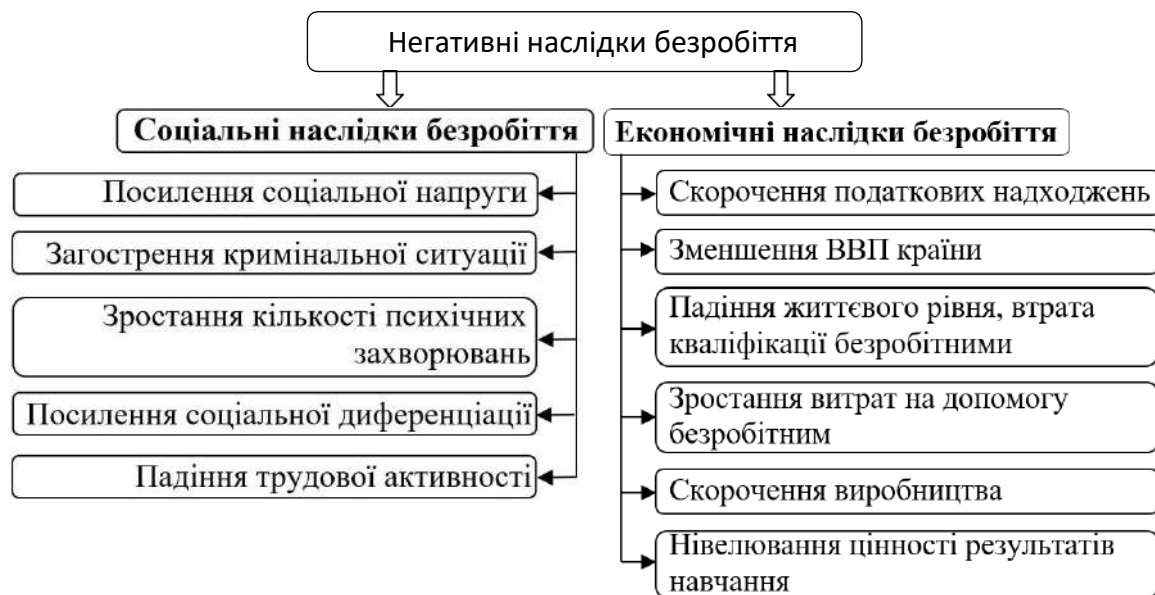 Негативні наслідки безробіття
Соціальні наслідки безробіття
Посилення соціальної напруги
Загострення кримінальної ситуації
Зростання кількості психічних
захворювань
Посилення соціальної диференціації
Падіння трудової активності
Економічні наслідки безробіття
Скорочення податкових надходжень
Зменшення ВВП країни
Падіння життєвого рівня, втрата
кваліфікації безробітними
Зростання витрат на допомогу
безробітним
Скорочення виробництва
Нівелювання цінності результатів
навчання